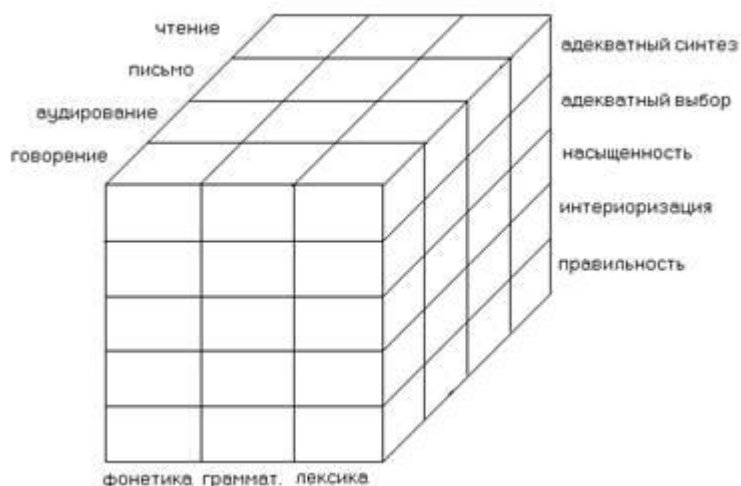 чтение
письмо
аудирование
говорение
адекватный синтез
адекватный выбор
насыщенность
интериоризация
правильность
фонетика граммат. лексика